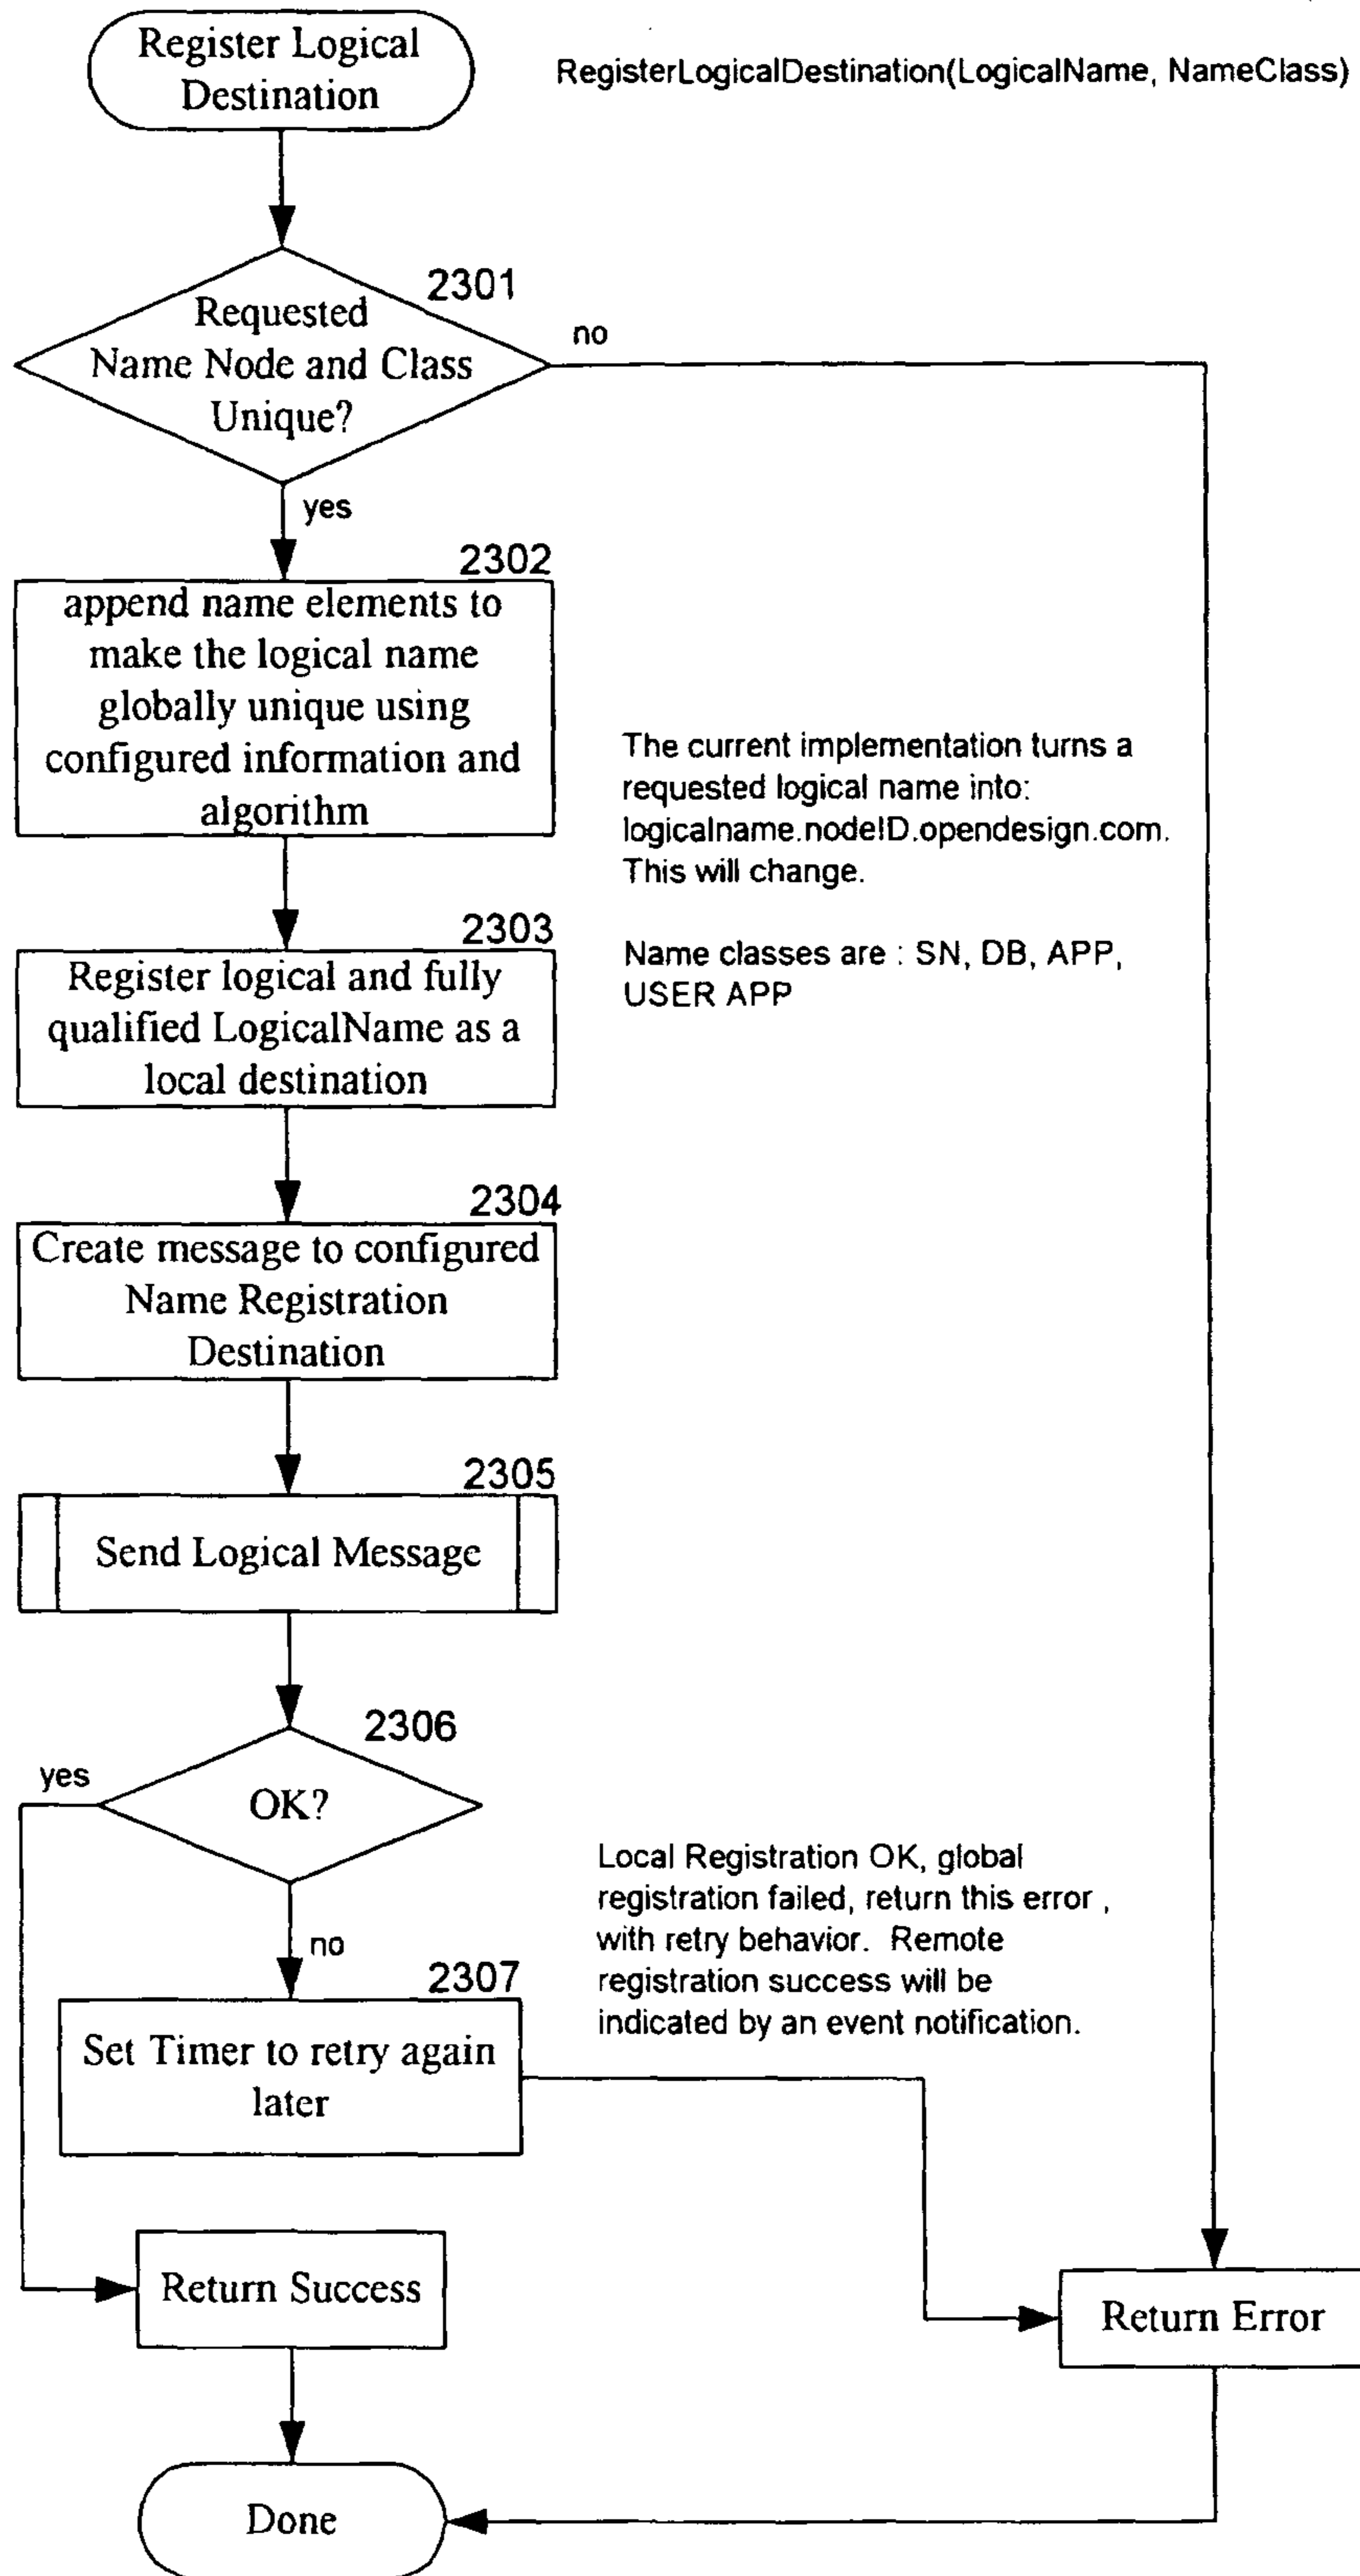 Register Logical
Destination
RegisterLogicalDestination(LogicalName, NameClass)
2301
Requested
Name Node and Class
Unique?
no
yes
2302
append name elements to
make the logical name
globally unique using
configured information and
algorithm
The current implementation turns a
requested logical name into:
logicalname.nodeID.opendesign.com.
This will change.
Name classes are : SN, DB, APP,
USER APP
2303
Register logical and fully
qualified LogicalName as a
local destination
2304
Create message to configured
Name Registration
Destination
2305
Send Logical Message
2306
yes
OK?
no
Local Registration OK, global
registration failed, return this error ,
with retry behavior. Remote
registration success will be
indicated by an event notification.
2307
Set Timer to retry again
later
Return Success
Return Error
Done